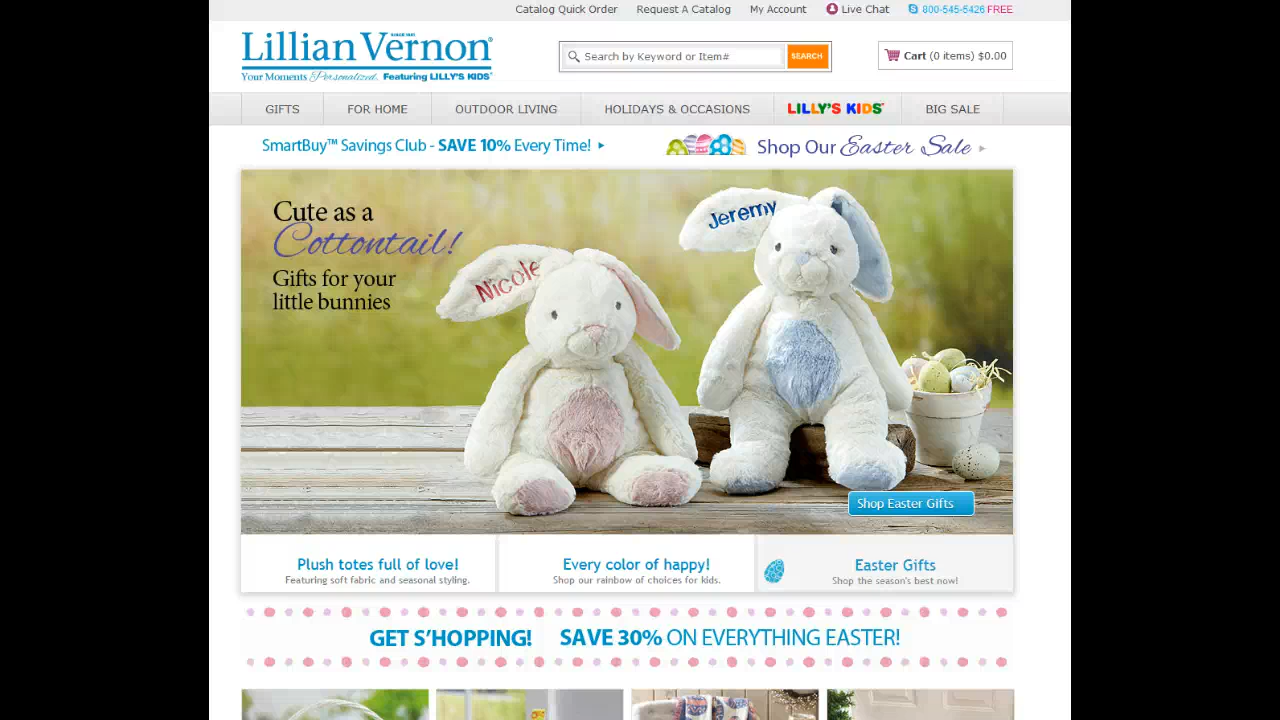 Catalog Quick Order Request A Catalog My Account Live Chat 800-545-5426 FREE
SINCE 1951
Lillian Vernon®
Your Moments Personalized. Featuring LILLY'S KIDS®
Search by Keyword or Item#
SEARCH
Cart (0 items) $0.00
GIFTS FOR HOME OUTDOOR LIVING HOLIDAYS & OCCASIONS LILLY'S KIDS® BIG SALE
SmartBuy™ Savings Club - SAVE 10% Every Time!
Shop Our Easter Sale
Cute as a
Cottontail!
Gifts for your
little bunnies
Nicole
Jeremy
Shop Easter Gifts
Plush totes full of love!
Featuring soft fabric and seasonal styling.
Every color of happy!
Shop our rainbow of choices for kids.
Easter Gifts
Shop the season's best now!
GET S'HOPPING! SAVE 30% ON EVERYTHING EASTER!